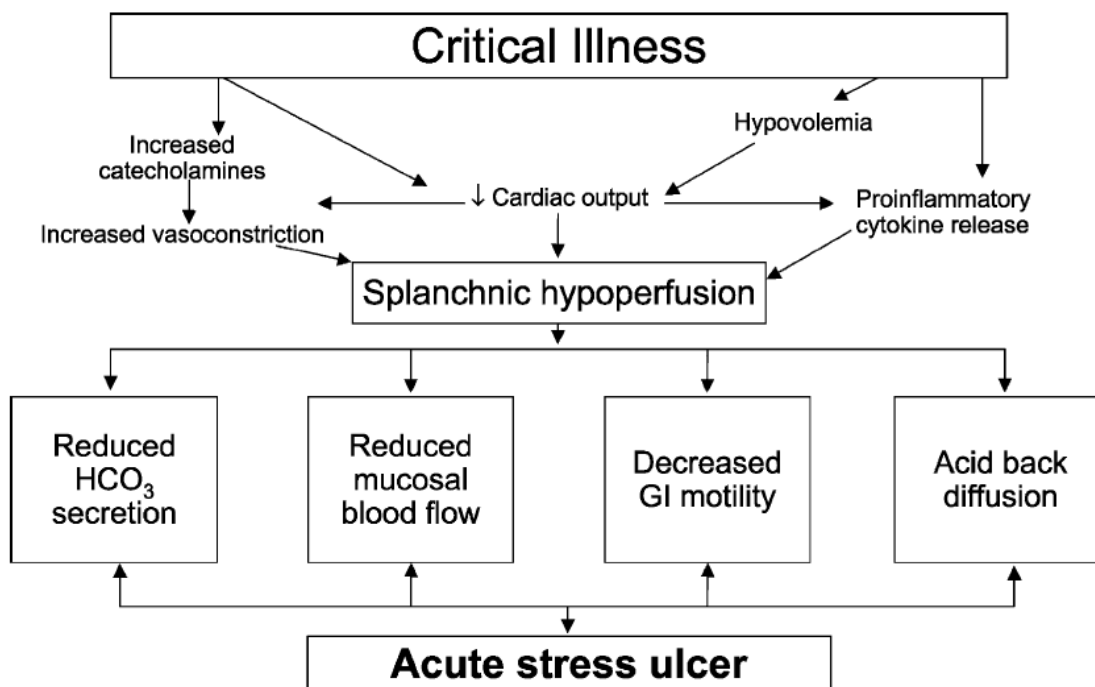 Critical Illness
Increased
catecholamines
Hypovolemia
↓ Cardiac output
Proinflammatory
cytokine release
Increased vasoconstriction
Splanchnic hypoperfusion
Reduced
HCO₃
secretion
Reduced
mucosal
blood flow
Decreased
GI motility
Acid back
diffusion
Acute stress ulcer